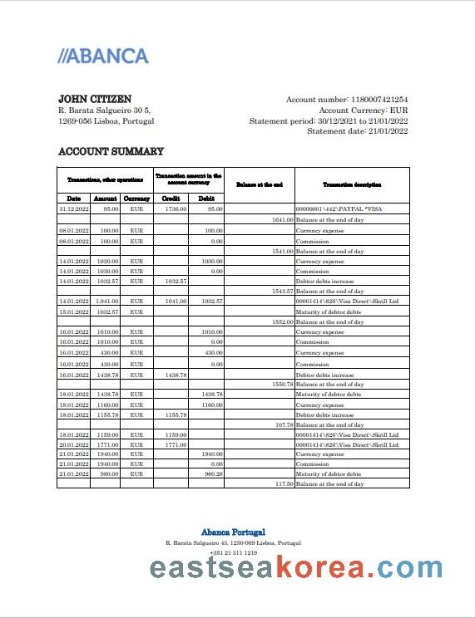 //ABANCA
JOHN CITIZEN
R. Barata Salgueiro 30 5,
1269-056 Lisboa, Portugal
Account number: 1180007421254
Account Currency: EUR
Statement period: 30/12/2021 to 21/01/2022
Statement date: 21/01/2022
ACCOUNT SUMMARY
Transactions, other operations Transaction amount in the account currency Balance at the end Transaction description
Date Amount Currency Credit Debit
31.12.2022 95.00 EUR 1736.00 95.00 00000001\442\PAYPAL *VISA
1641.00 Balance at the end of day
08.01.2022 100.00 EUR 100.00 Currency expense
08.01.2022 100.00 EUR 0.00 Commission
1541.00 Balance at the end of day
14.01.2022 1030.00 EUR 1030.00 Currency expense
14.01.2022 1030.00 EUR 0.00 Commission
14.01.2022 1032.57 EUR 1032.57 Debtor debts increase
1543.57 Balance at the end of day
14.01.2022 1,041.00 EUR 1041.00 1032.57 00001414\826\Visa Direct\Skrill Ltd
15.01.2022 1032.57 EUR Maturity of debtor debts
1552.00 Balance at the end of day
16.01.2022 1010.00 EUR 1010.00 Currency expense
16.01.2022 1010.00 EUR 0.00 Commission
16.01.2022 430.00 EUR 430.00 Currency expense
16.01.2022 430.00 EUR 0.00 Commission
16.01.2022 1438.78 EUR 1438.78 Debtor debts increase
1550.78 Balance at the end of day
18.01.2022 1438.78 EUR 1438.78 Maturity of debtor debts
18.01.2022 1160.00 EUR 1160.00 Currency expense
18.01.2022 1155.78 EUR 1155.78 Debtor debts increase
107.78 Balance at the end of day
18.01.2022 1159.00 EUR 1159.00 00001414\826\Visa Direct\Skrill Ltd
20.01.2022 1771.00 EUR 1771.00 00001414\826\Visa Direct\Skrill Ltd
21.01.2022 1940.00 EUR 1940.00 Currency expense
21.01.2022 1940.00 EUR 0.00 Commission
21.01.2022 980.00 EUR 980.28 Maturity of debtor debts
117.50 Balance at the end of day
Abanca Portugal
R. Barata Salgueiro 43, 1250-069 Lisboa, Portugal
+351 21 311 1219
eastseakorea.com